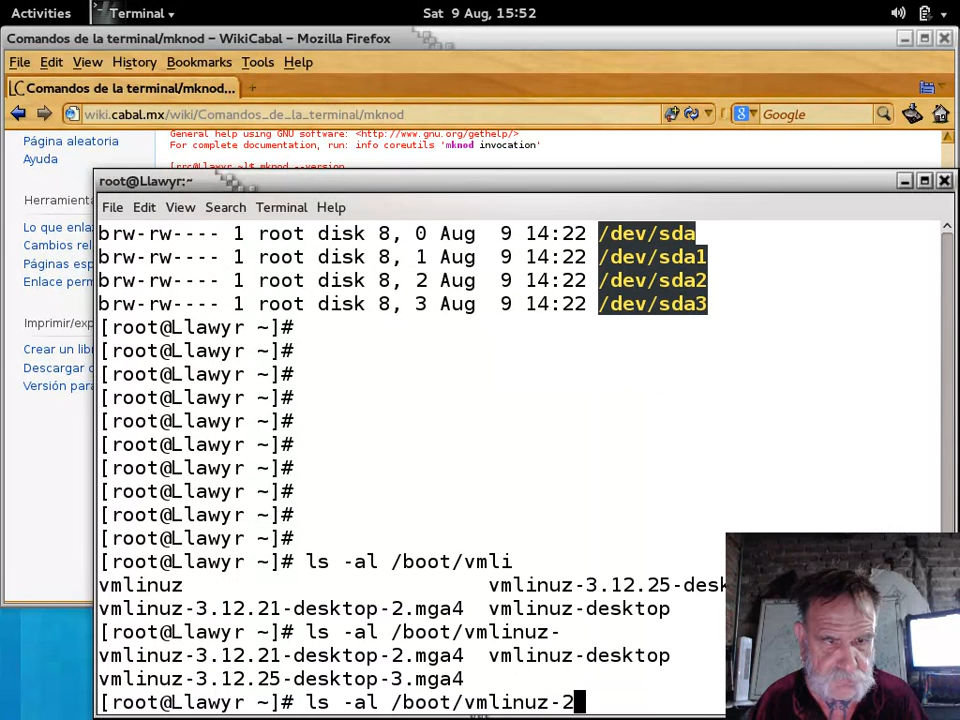 Activities
Terminal
Sat 9 Aug, 15:52
Comandos de la terminal/mknod – WikiCabal – Mozilla Firefox
File Edit View History Bookmarks Tools Help
Comandos de la terminal/mknod...
wiki.cabal.mx/wiki/Comandos_de_la_terminal/mknod
Google
Página aleatoria
Ayuda
Herramienta
Lo que enla
Cambios rel
Páginas esp
Enlace perm
Imprimir/exp
Crear un libr
Descargar c
Versión para
General help using GNU software: <http://www.gnu.org/gethelp/>
For complete documentation, run: info coreutils 'mknod invocation'
[rrc@Llawyr ~]$ mknod --version
root@Llawyr:~
File Edit View Search Terminal Help
brw-rw---- 1 root disk 8, 0 Aug  9 14:22 /dev/sda
brw-rw---- 1 root disk 8, 1 Aug  9 14:22 /dev/sda1
brw-rw---- 1 root disk 8, 2 Aug  9 14:22 /dev/sda2
brw-rw---- 1 root disk 8, 3 Aug  9 14:22 /dev/sda3
[root@Llawyr ~]#
[root@Llawyr ~]#
[root@Llawyr ~]#
[root@Llawyr ~]#
[root@Llawyr ~]#
[root@Llawyr ~]#
[root@Llawyr ~]#
[root@Llawyr ~]#
[root@Llawyr ~]#
[root@Llawyr ~]#
[root@Llawyr ~]# ls -al /boot/vmli
vmlinuz vmlinuz-3.12.25-desk
vmlinuz-3.12.21-desktop-2.mga4 vmlinuz-desktop
[root@Llawyr ~]# ls -al /boot/vmlinuz-
vmlinuz-3.12.21-desktop-2.mga4 vmlinuz-desktop
vmlinuz-3.12.25-desktop-3.mga4
[root@Llawyr ~]# ls -al /boot/vmlinuz-2